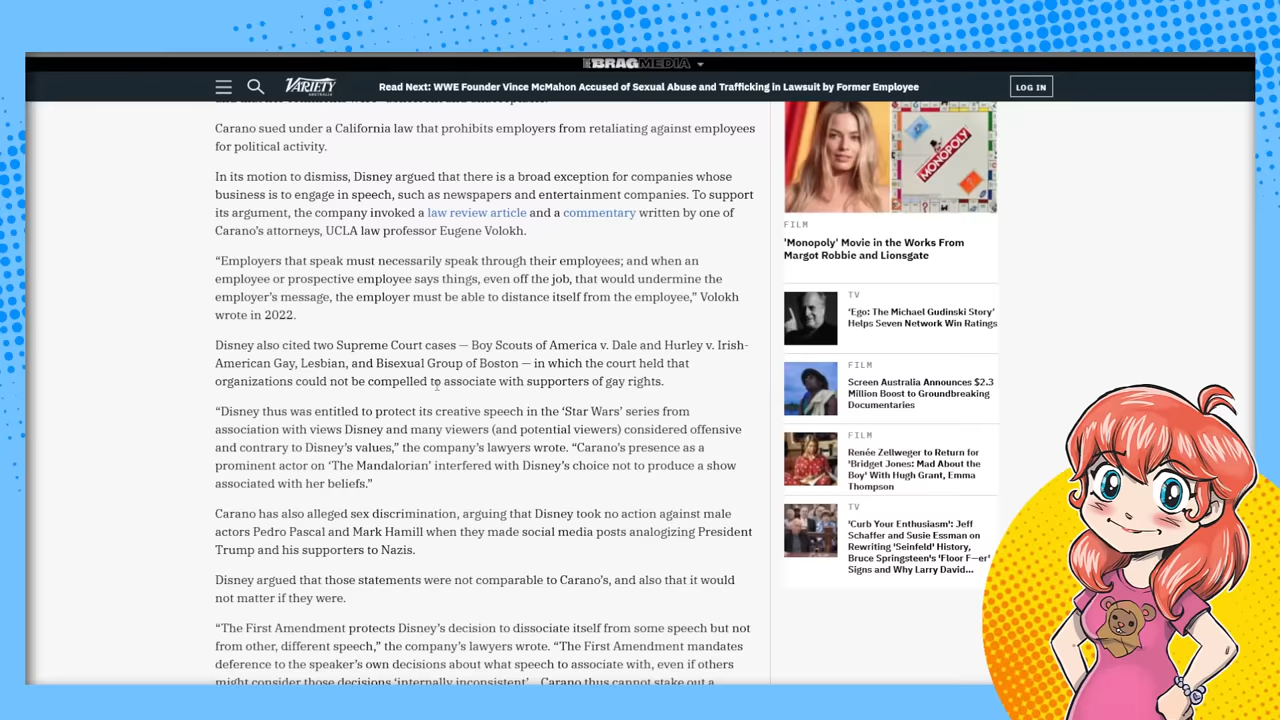 THE BRAG MEDIA
VARIETY
AUSTRALIA
Read Next: WWE Founder Vince McMahon Accused of Sexual Abuse and Trafficking in Lawsuit by Former Employee
LOG IN
Carano sued under a California law that prohibits employers from retaliating against employees
for political activity.
In its motion to dismiss, Disney argued that there is a broad exception for companies whose
business is to engage in speech, such as newspapers and entertainment companies. To support
its argument, the company invoked a law review article and a commentary written by one of
Carano’s attorneys, UCLA law professor Eugene Volokh.
“Employers that speak must necessarily speak through their employees; and when an
employee or prospective employee says things, even off the job, that would undermine the
employer’s message, the employer must be able to distance itself from the employee,” Volokh
wrote in 2022.
Disney also cited two Supreme Court cases — Boy Scouts of America v. Dale and Hurley v. Irish-
American Gay, Lesbian, and Bisexual Group of Boston — in which the court held that
organizations could not be compelled to associate with supporters of gay rights.
“Disney thus was entitled to protect its creative speech in the ‘Star Wars’ series from
association with views Disney and many viewers (and potential viewers) considered offensive
and contrary to Disney’s values,” the company’s lawyers wrote. “Carano’s presence as a
prominent actor on ‘The Mandalorian’ interfered with Disney’s choice not to produce a show
associated with her beliefs.”
Carano has also alleged sex discrimination, arguing that Disney took no action against male
actors Pedro Pascal and Mark Hamill when they made social media posts analogizing President
Trump and his supporters to Nazis.
Disney argued that those statements were not comparable to Carano’s, and also that it would
not matter if they were.
“The First Amendment protects Disney’s decision to dissociate itself from some speech but not
from other, different speech,” the company’s lawyers wrote. “The First Amendment mandates
deference to the speaker’s own decisions about what speech to associate with, even if others
might consider those decisions ‘internally inconsistent’… Carano thus cannot stake out a
MONOPOLY
FILM
'Monopoly' Movie in the Works From
Margot Robbie and Lionsgate
TV
‘Ego: The Michael Gudinski Story’
Helps Seven Network Win Ratings
FILM
Screen Australia Announces $2.3
Million Boost to Groundbreaking
Documentaries
FILM
Renée Zellweger to Return for
'Bridget Jones: Mad About the
Boy' With Hugh Grant, Emma
Thompson
TV
'Curb Your Enthusiasm': Jeff
Schaffer and Susie Essman on
Rewriting 'Seinfeld' History,
Bruce Springsteen's 'Floor F—er'
Signs and Why Larry David...